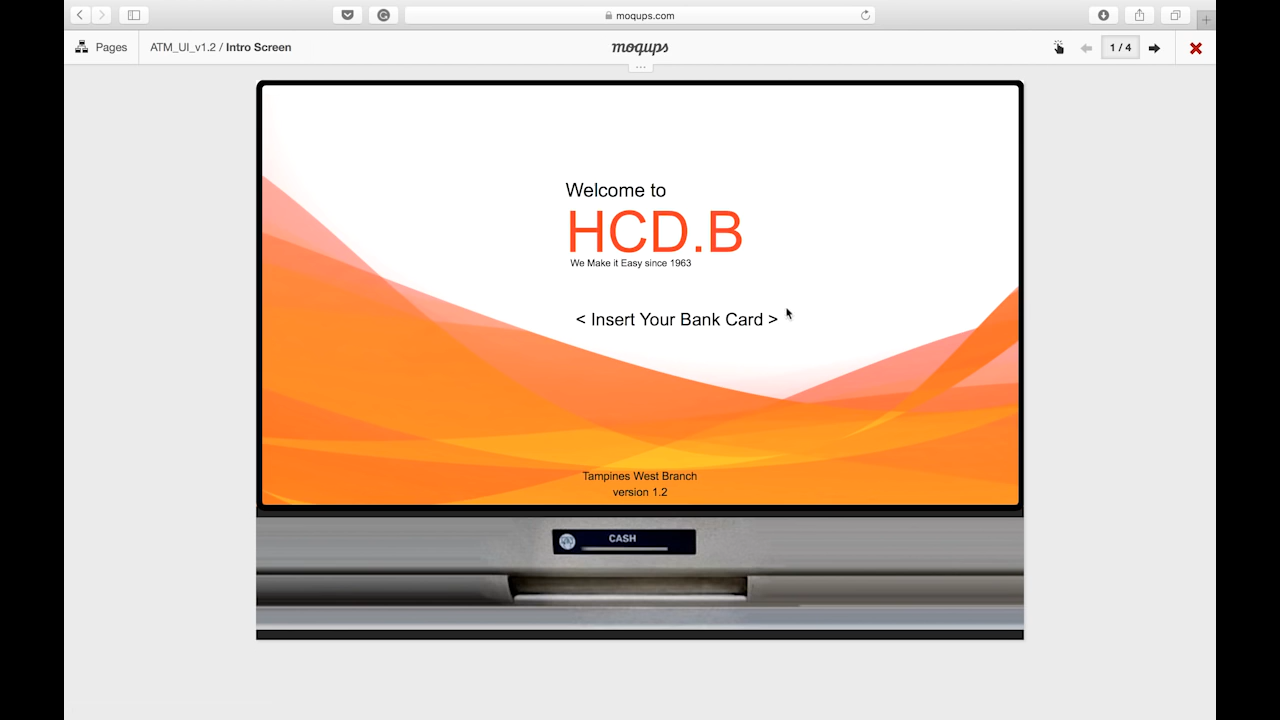 moqups.com
Pages
ATM_UI_v1.2 / Intro Screen
moqups
1 / 4
Welcome to
HCD.B
We Make it Easy since 1963
< Insert Your Bank Card >
Tampines West Branch
version 1.2
CASH